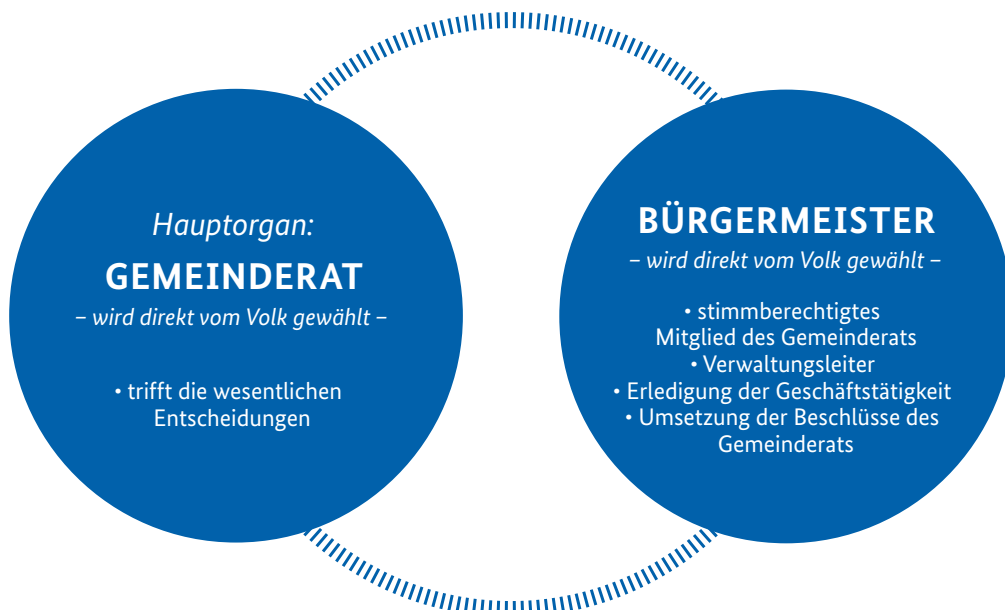 Hauptorgan:
GEMEINDERAT
– wird direkt vom Volk gewählt –
• trifft die wesentlichen
Entscheidungen
BÜRGERMEISTER
– wird direkt vom Volk gewählt –
• stimmberechtigtes
Mitglied des Gemeinderats
• Verwaltungsleiter
• Erledigung der Geschäftstätigkeit
• Umsetzung der Beschlüsse des
Gemeinderats